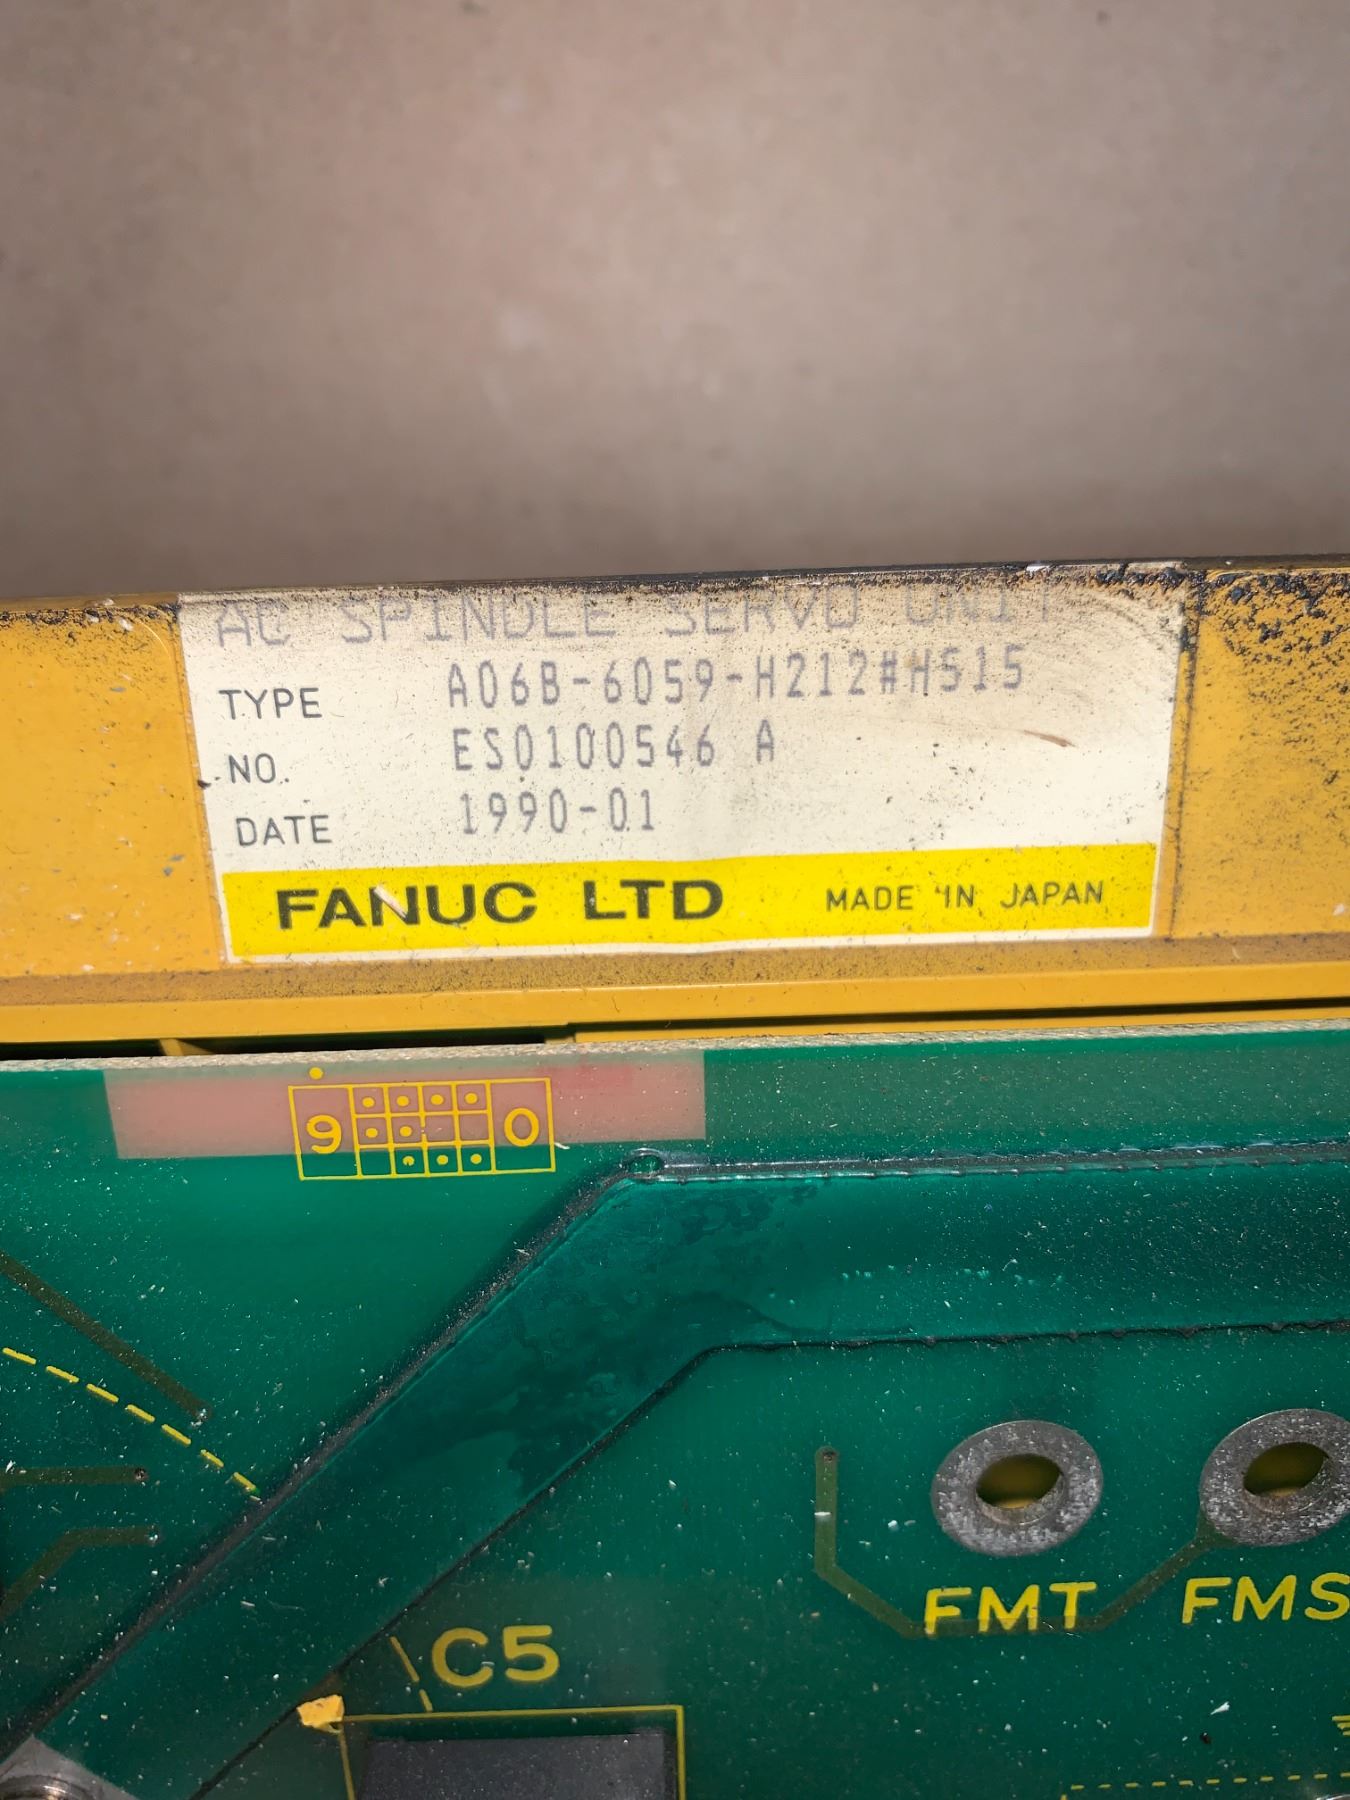 AC SPINDLE SERVO UNIT
TYPE A06B-6059-H212#H515
NO. ES0100546 A
DATE 1990-01
FANUC LTD MADE IN JAPAN
9 0
FMT FMS
C5